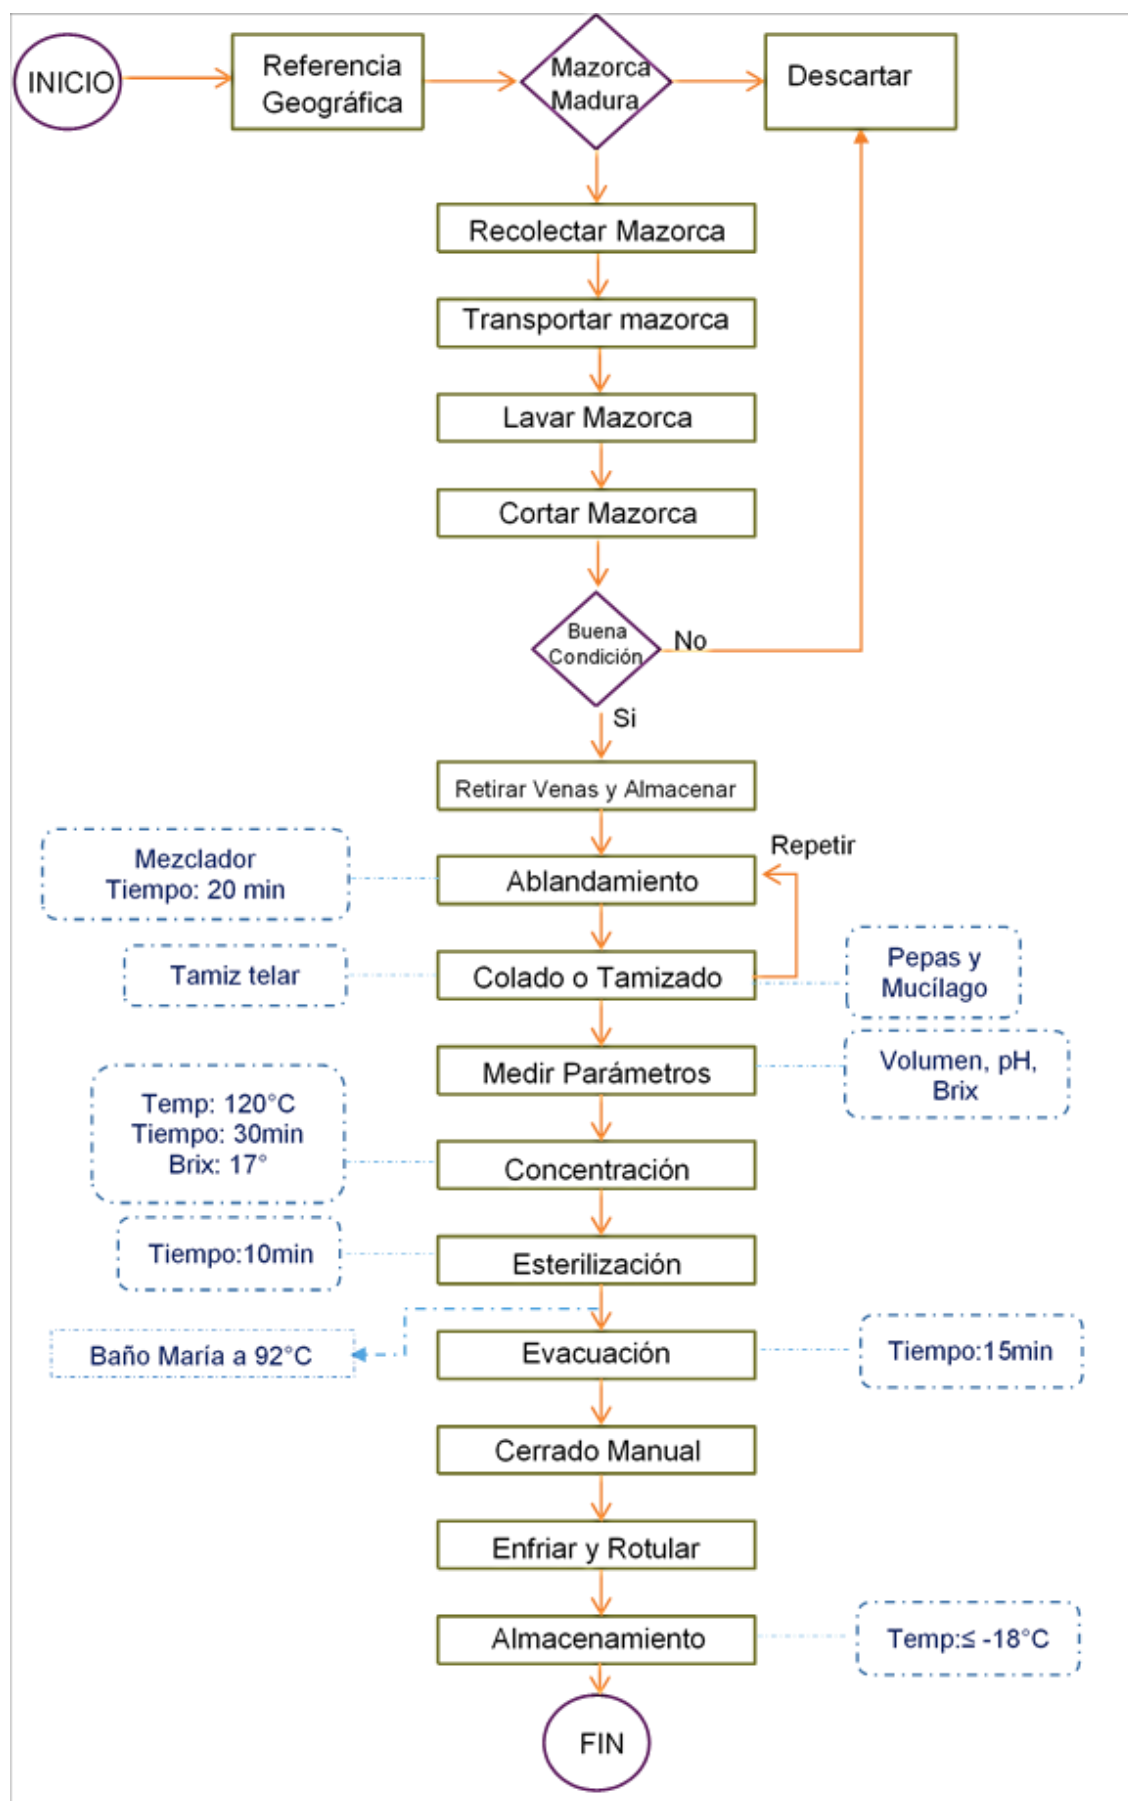 INICIO
Referencia
Geográfica
Mazorca
Madura
Descartar
Recolectar Mazorca
Transportar mazorca
Lavar Mazorca
Cortar Mazorca
Buena
Condición
No
Si
Retirar Venas y Almacenar
Repetir
Mezclador
Tiempo: 20 min
Ablandamiento
Tamiz telar
Colado o Tamizado
Pepas y
Mucílago
Medir Parámetros
Volumen, pH,
Brix
Temp: 120°C
Tiempo: 30min
Brix: 17°
Concentración
Tiempo:10min
Esterilización
Baño María a 92°C
Evacuación
Tiempo:15min
Cerrado Manual
Enfriar y Rotular
Almacenamiento
Temp:≤ -18°C
FIN